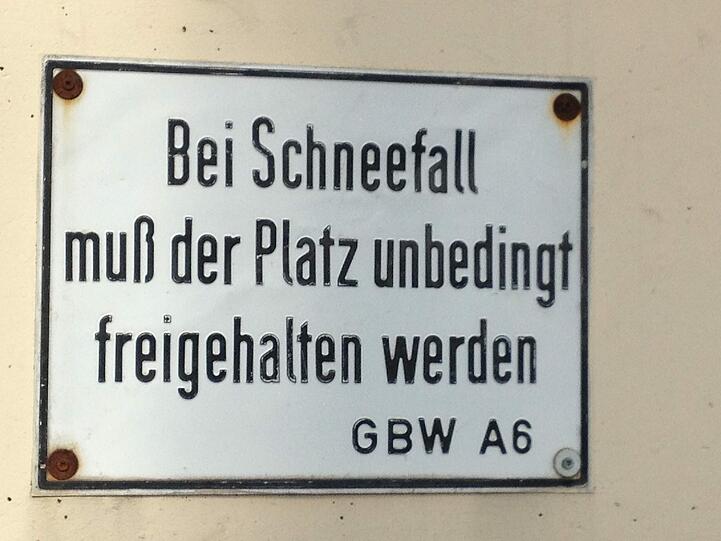 Bei Schneefall
muß der Platz unbedingt
freigehalten werden
GBW A6